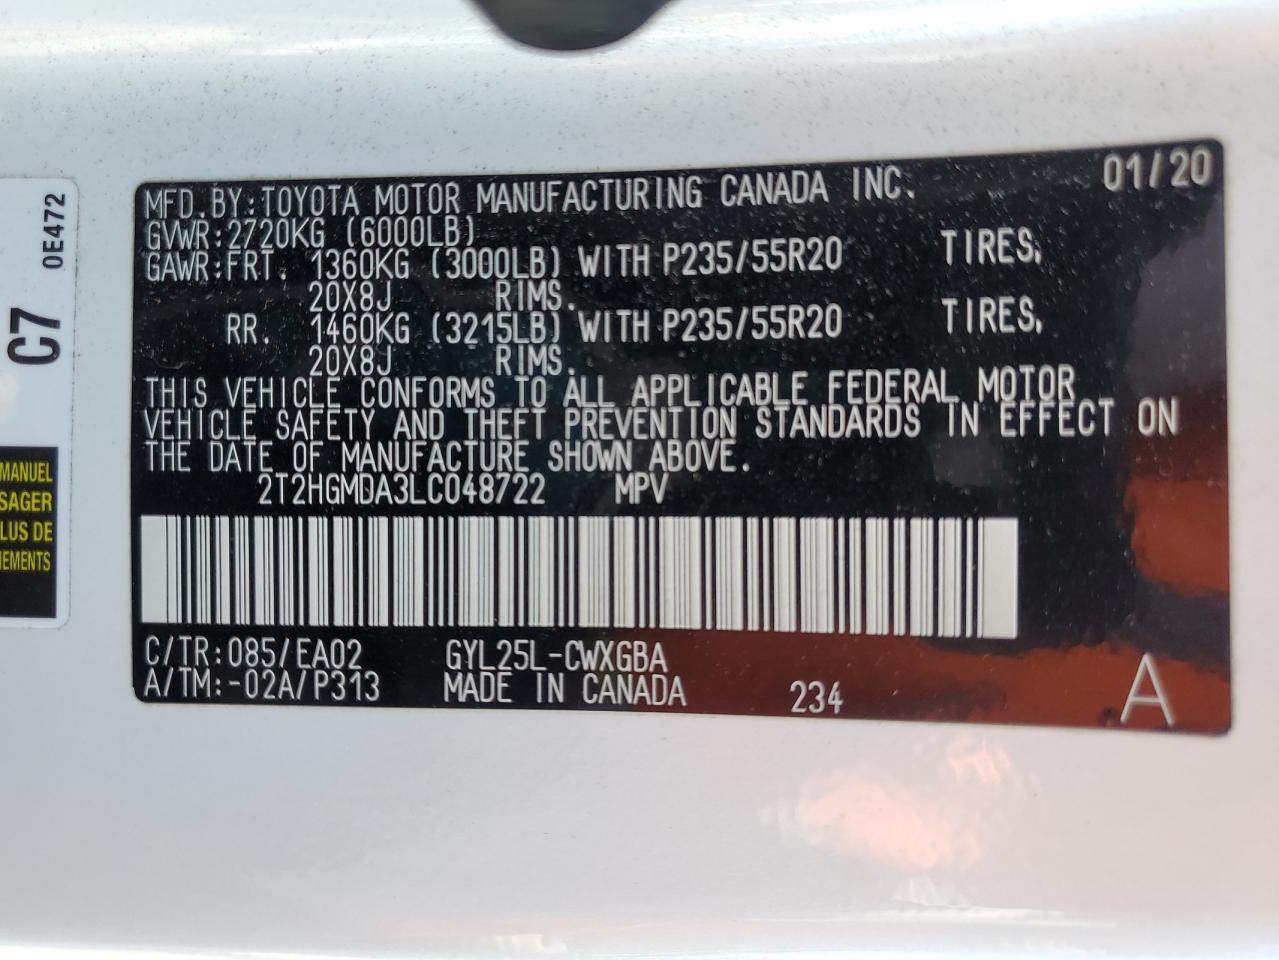 MFD.BY:TOYOTA MOTOR MANUFACTURING CANADA INC. 01/20
GVWR:2720KG (6000LB)
GAWR:FRT. 1360KG (3000LB) WITH P235/55R20 TIRES,
20X8J RIMS.
RR. 1460KG (3215LB) WITH P235/55R20 TIRES,
20X8J RIMS.
THIS VEHICLE CONFORMS TO ALL APPLICABLE FEDERAL MOTOR
VEHICLE SAFETY AND THEFT PREVENTION STANDARDS IN EFFECT ON
THE DATE OF MANUFACTURE SHOWN ABOVE.
2T2HGMDA3LC048722 MPV
C/TR:085/EA02 GYL25L-CWXGBA
A/TM:-02A/P313 MADE IN CANADA 234 A
C7 0E472
MANUEL
SAGER
LUS DE
EMENTS